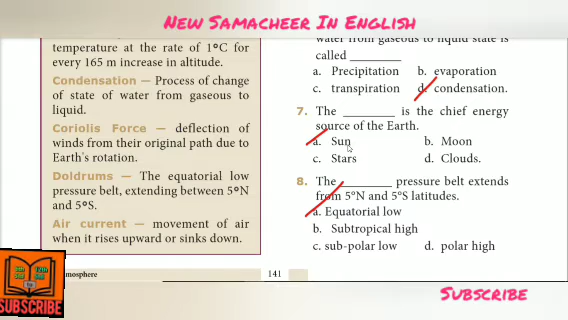 NEW SAMACHEER IN ENGLISH
temperature at the rate of 1°C for
every 165 m increase in altitude.
Condensation — Process of change
of state of water from gaseous to
liquid.
Coriolis Force — deflection of
winds from their original path due to
Earth's rotation.
Doldrums — The equatorial low
pressure belt, extending between 5°N
and 5°S.
Air current — movement of air
when it rises upward or sinks down.
water from gaseous to liquid state is
called ________
a. Precipitation b. evaporation
c. transpiration d. condensation.
7. The ________ is the chief energy
source of the Earth.
a. Sun b. Moon
c. Stars d. Clouds.
8. The ________ pressure belt extends
from 5°N and 5°S latitudes.
a. Equatorial low
b. Subtropical high
c. sub-polar low d. polar high
mosphere 141
SUBSCRIBE
SUBSCRIBE